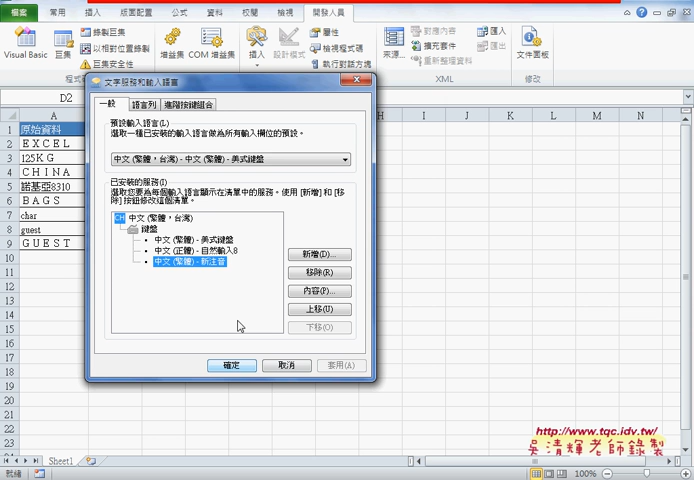 檔案 常用 插入 版面配置 公式 資料 校閱 檢視 開發人員
Visual Basic 巨集 錄製巨集 以相對位置錄製 巨集安全性
增益集 COM 增益集 插入 設計模式 屬性 檢視程式碼 執行對話方塊
來源... 對應內容 擴充套件 重新整理資料 匯入 匯出 文件面板
XML 修改
D2
文字服務和輸入語言
一般 語言列 進階按鍵組合
預設輸入語言(L)
選取一種已安裝的輸入語言做為所有輸入欄位的預設。
中文 (繁體，台灣) - 中文 (繁體) - 美式鍵盤
已安裝的服務(I)
選取您要為每個輸入語言顯示在清單中的服務。使用 [新增] 和 [移
除] 按鈕修改這個清單。
CH 中文 (繁體，台灣)
鍵盤
中文 (繁體) - 美式鍵盤
中文 (正體) - 自然輸入8
中文 (繁體) - 新注音
新增(D)...
移除(R)
內容(P)...
上移(U)
下移(O)
確定 取消 套用(A)
A H I J K L M N O
1 原始資料
2 ＥＸＣＥＬ
3 125ＫＧ
4 ＣＨＩＮＡ
5 諾基亞8310
6 ＢＡＧＳ
7 char
8 guest
9 ＧＵＥＳＴ
10
11
12
13
14
15
16
17
18
19
20
21
22
23
http://www.tqc.idv.tw/
吳清輝老師錄製
Sheet1
就緒 100%